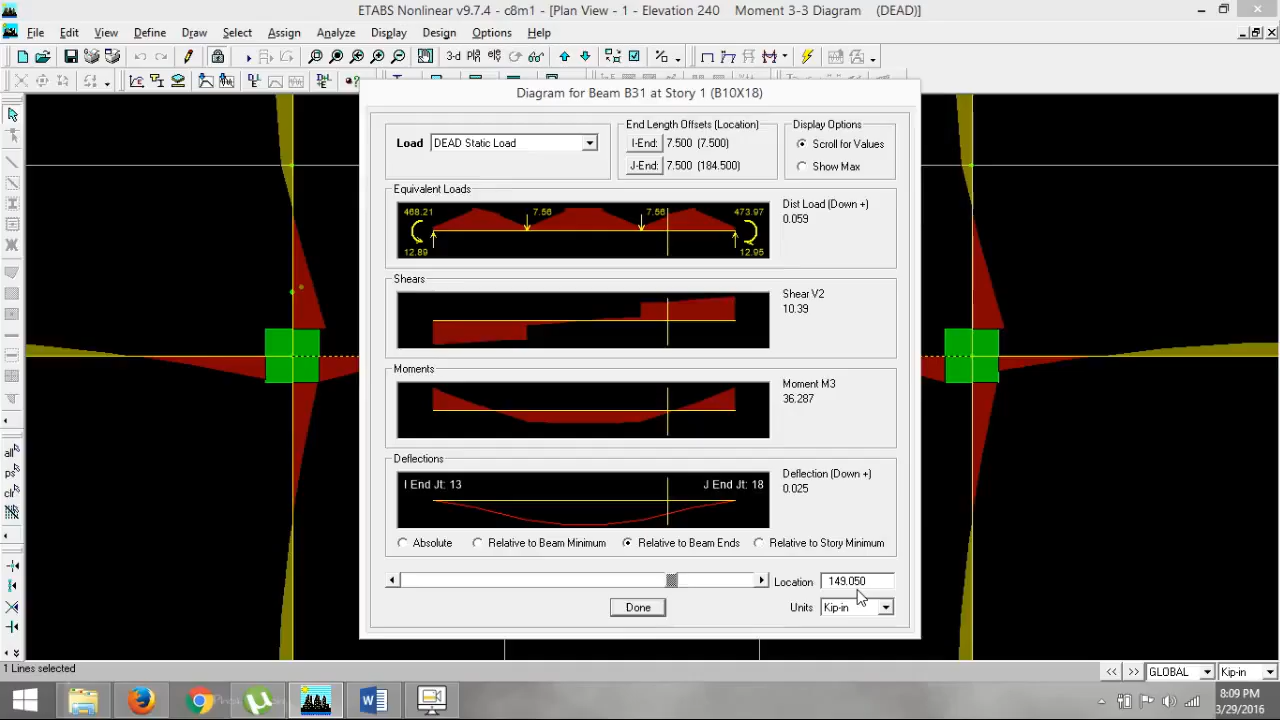 ETABS Nonlinear v9.7.4 - c8m1 - [Plan View - 1 - Elevation 240 Moment 3-3 Diagram (DEAD)]
File Edit View Define Draw Select Assign Analyze Display Design Options Help
3-d
Diagram for Beam B31 at Story 1 (B10X18)
Load DEAD Static Load
End Length Offsets (Location)
I-End: 7.500 (7.500)
J-End: 7.500 (184.500)
Display Options
Scroll for Values
Show Max
Equivalent Loads
468.21 7.56 7.56 473.97
12.89 12.95
Dist Load (Down +)
0.059
Shears
Shear V2
10.39
Moments
Moment M3
36.287
Deflections
I End Jt: 13 J End Jt: 18
Deflection (Down +)
0.025
Absolute Relative to Beam Minimum Relative to Beam Ends Relative to Story Minimum
Location 149.050
Done
Units Kip-in
all
ps
clr
1 Lines selected
GLOBAL Kip-in
8:09 PM
3/29/2016